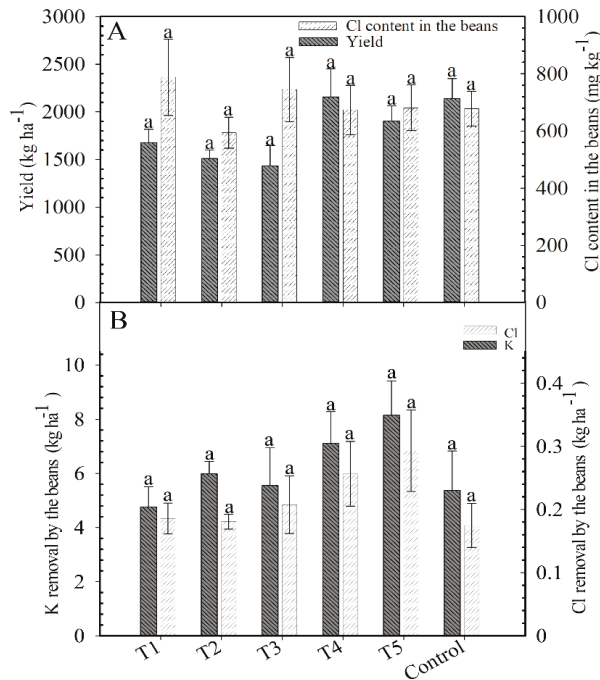 A
Cl content in the beans
Yield
3000
2500
2000
1500
1000
500
0
Yield (kg ha⁻¹)
1000
800
600
400
200
0
Cl content in the beans (mg kg⁻¹)
a a a a a a a a a a a a
B
Cl
K
10
8
6
4
2
0
K removal by the beans (kg ha⁻¹)
0.4
0.3
0.2
0.1
0
Cl removal by the beans (kg ha⁻¹)
a a a a a a a a a a a a
T1 T2 T3 T4 T5 Control